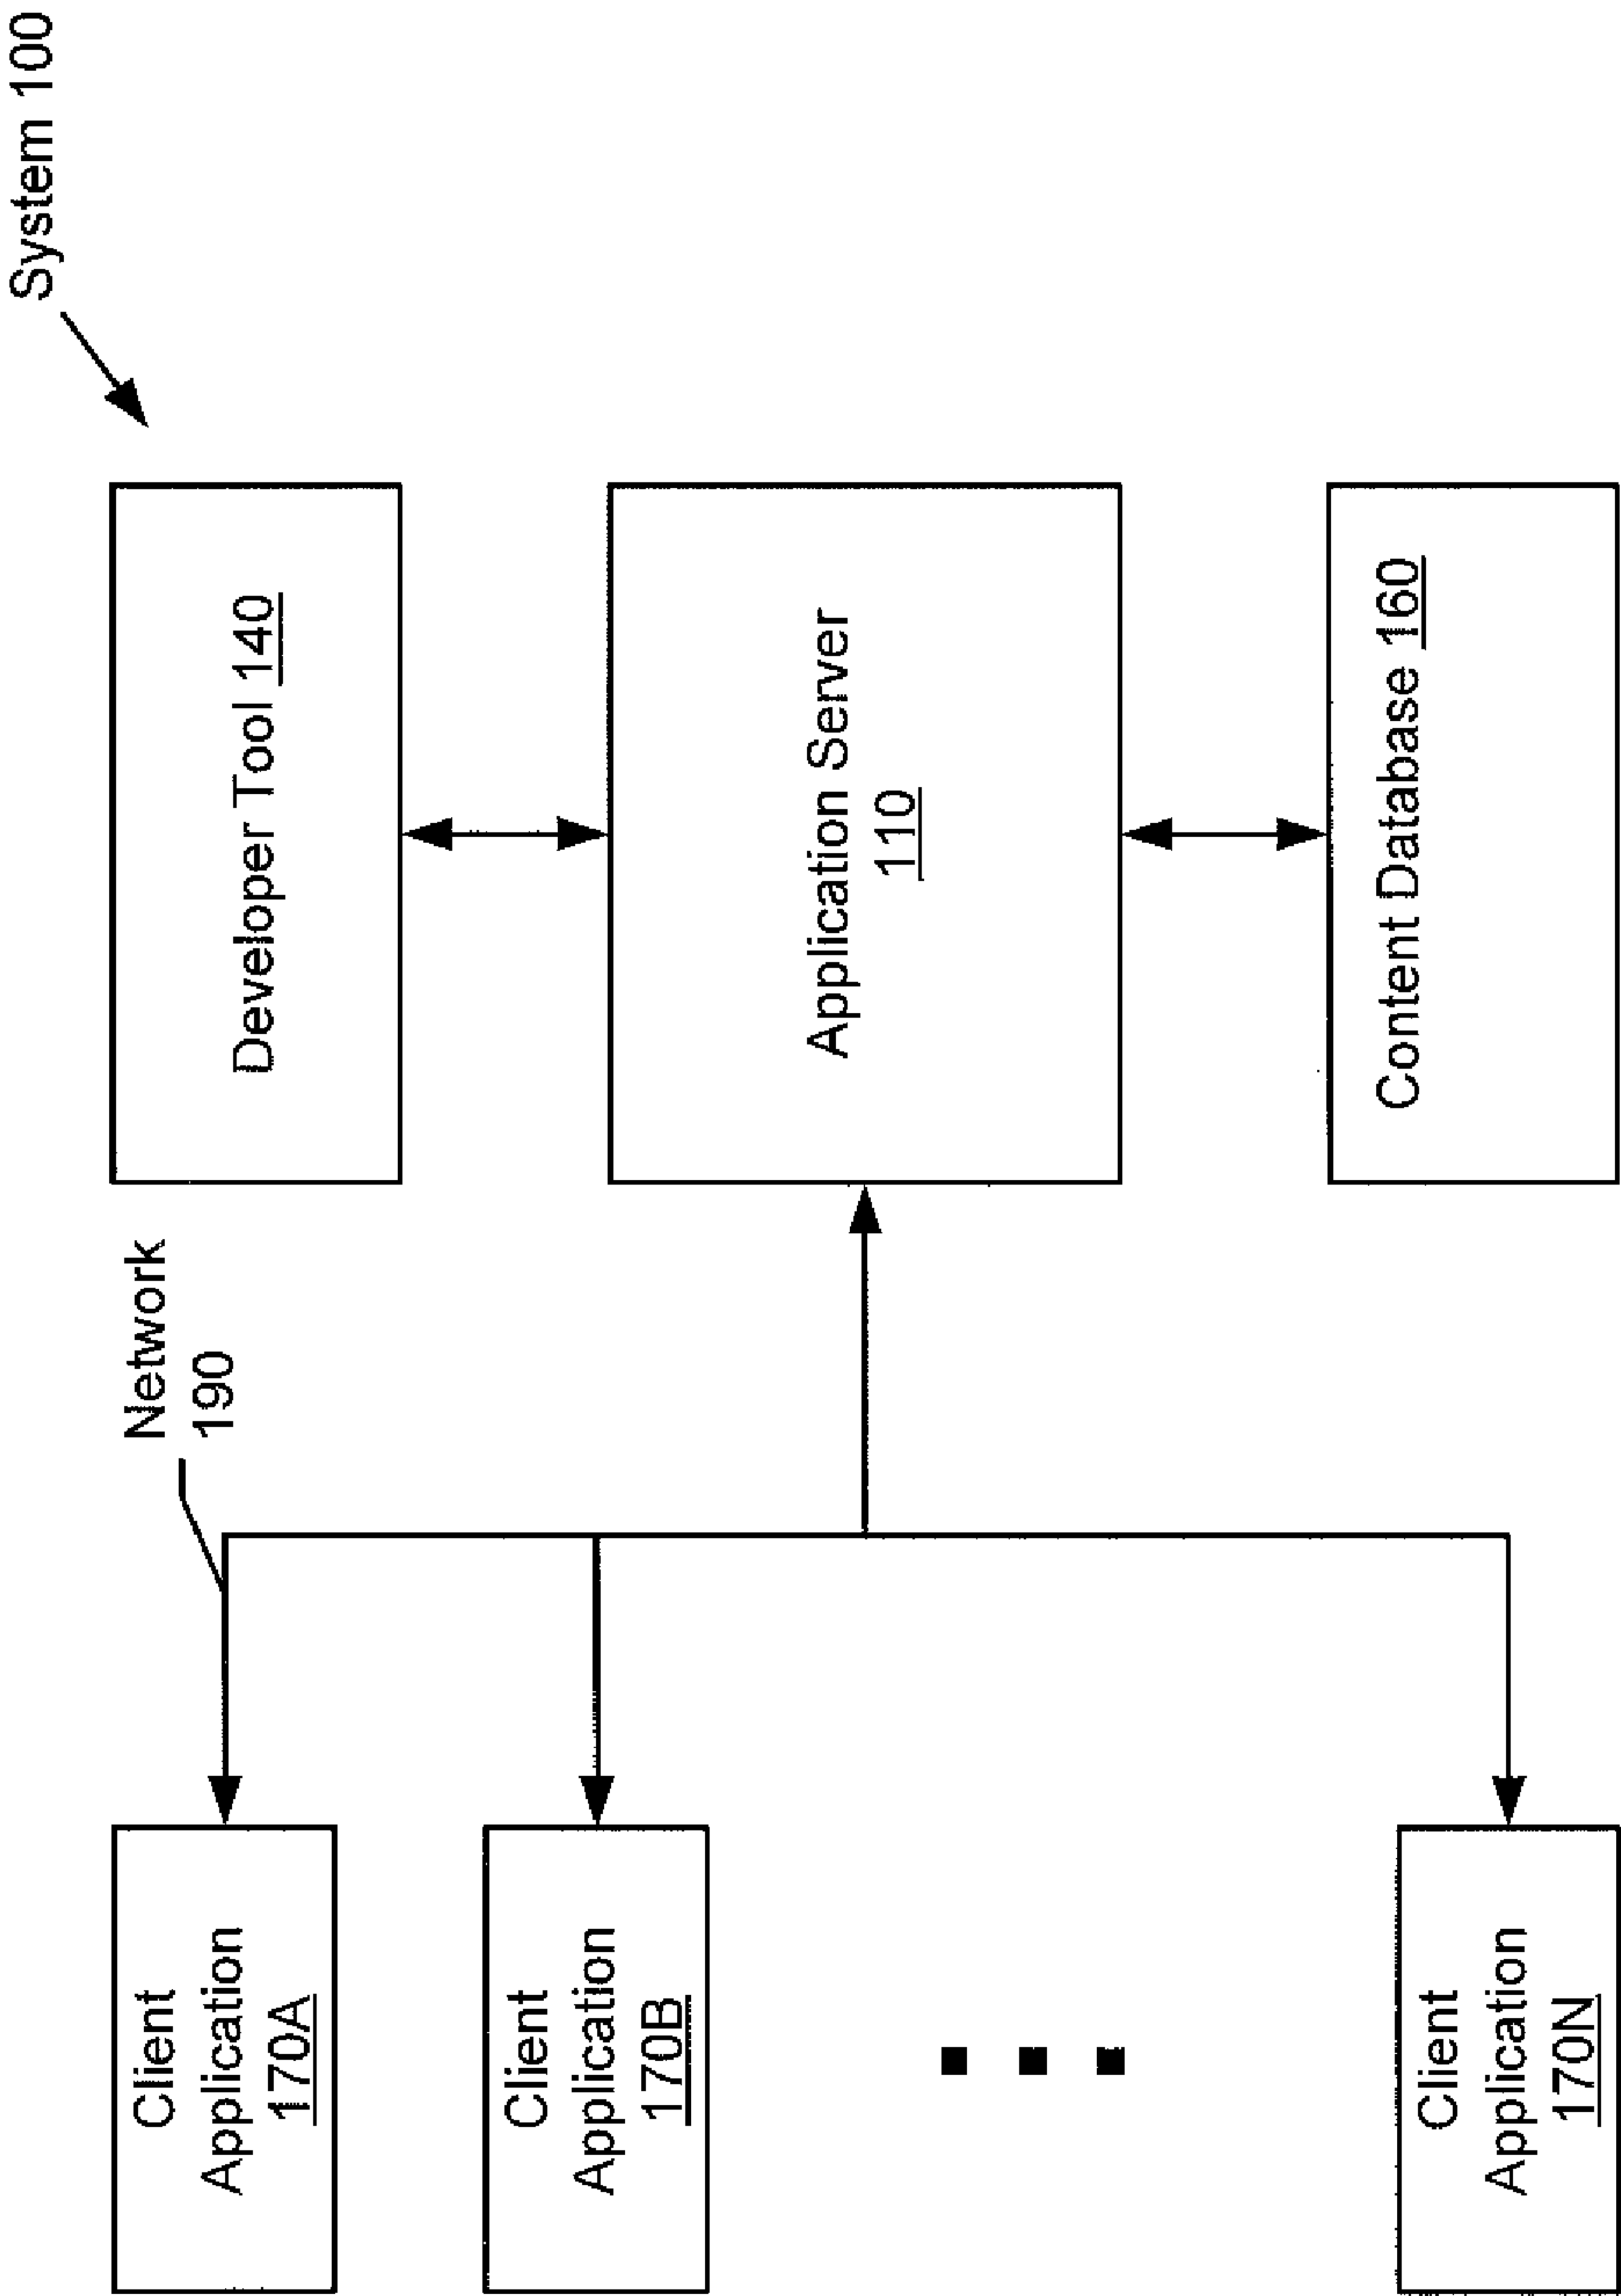 System 100
Network
190
Client
Application
170A
Developer Tool 140
Client
Application
170B
Application Server
110
Client
Application
170N
Content Database 160